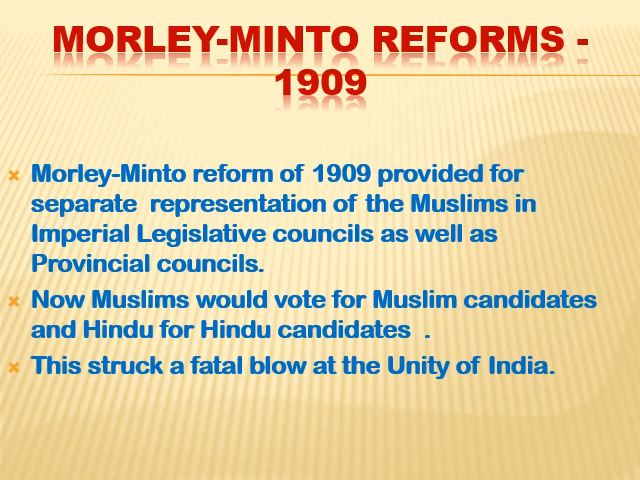 MORLEY-MINTO REFORMS -
1909
Morley-Minto reform of 1909 provided for
separate representation of the Muslims in
Imperial Legislative councils as well as
Provincial councils.
Now Muslims would vote for Muslim candidates
and Hindu for Hindu candidates .
This struck a fatal blow at the Unity of India.